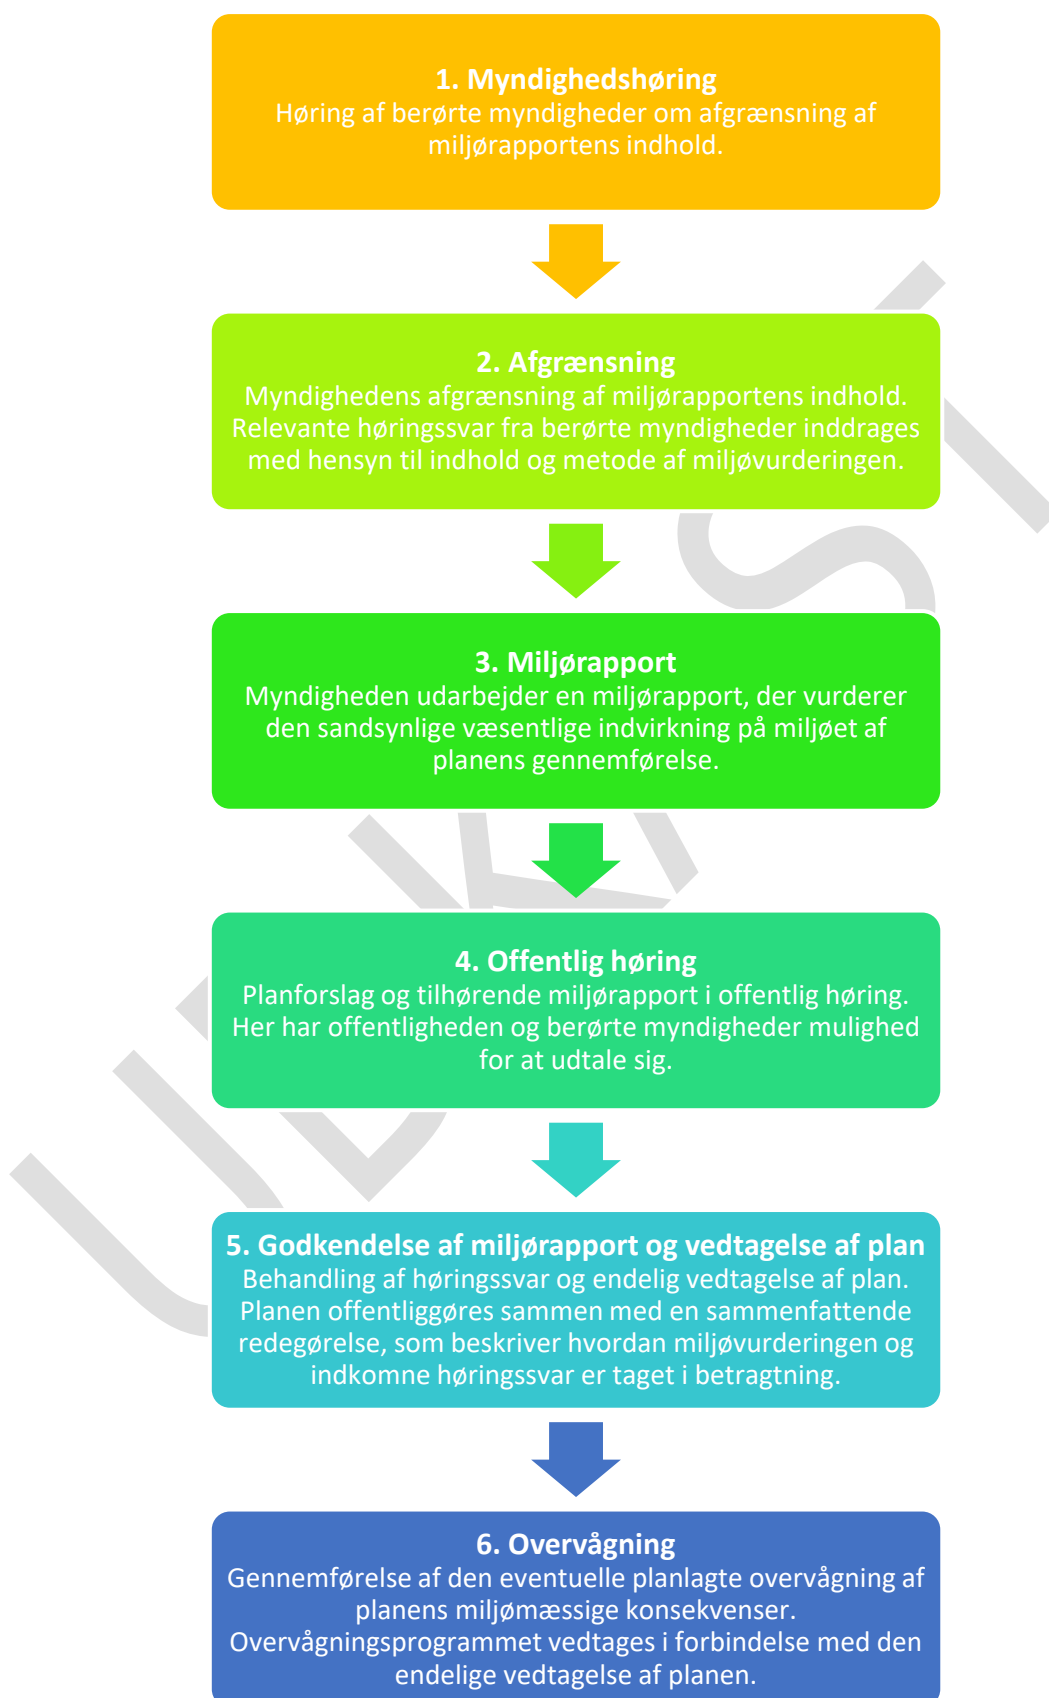 1. Myndighedshøring
Høring af berørte myndigheder om afgrænsning af
miljørapportens indhold.
2. Afgrænsning
Myndighedens afgrænsning af miljørapportens indhold.
Relevante høringssvar fra berørte myndigheder inddrages
med hensyn til indhold og metode af miljøvurderingen.
3. Miljørapport
Myndigheden udarbejder en miljørapport, der vurderer
den sandsynlige væsentlige indvirkning på miljøet af
planens gennemførelse.
4. Offentlig høring
Planforslag og tilhørende miljørapport i offentlig høring.
Her har offentligheden og berørte myndigheder mulighed
for at udtale sig.
5. Godkendelse af miljørapport og vedtagelse af plan
Behandling af høringssvar og endelig vedtagelse af plan.
Planen offentliggøres sammen med en sammenfattende
redegørelse, som beskriver hvordan miljøvurderingen og
indkomne høringssvar er taget i betragtning.
6. Overvågning
Gennemførelse af den eventuelle planlagte overvågning af
planens miljømæssige konsekvenser.
Overvågningsprogrammet vedtages i forbindelse med den
endelige vedtagelse af planen.